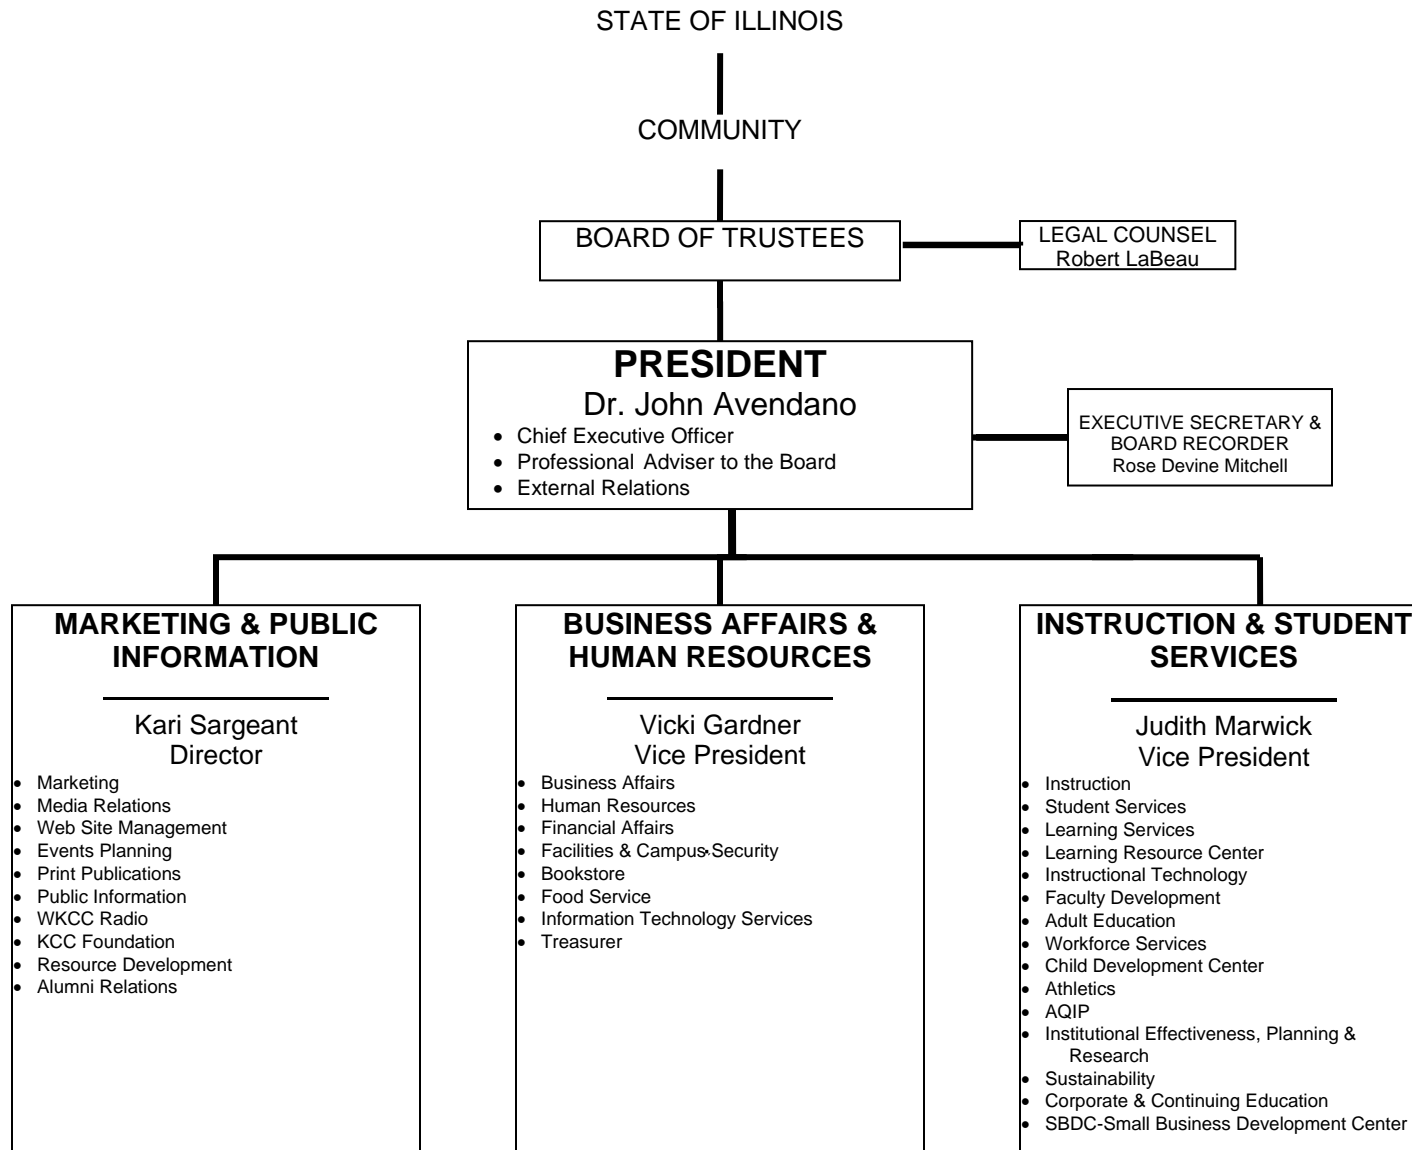 STATE OF ILLINOIS
COMMUNITY
BOARD OF TRUSTEES
LEGAL COUNSEL
Robert LaBeau
PRESIDENT
Dr. John Avendano
• Chief Executive Officer
• Professional Adviser to the Board
• External Relations
EXECUTIVE SECRETARY &
BOARD RECORDER
Rose Devine Mitchell
MARKETING & PUBLIC
INFORMATION
Kari Sargeant
Director
• Marketing
• Media Relations
• Web Site Management
• Events Planning
• Print Publications
• Public Information
• WKCC Radio
• KCC Foundation
• Resource Development
• Alumni Relations
BUSINESS AFFAIRS &
HUMAN RESOURCES
Vicki Gardner
Vice President
• Business Affairs
• Human Resources
• Financial Affairs
• Facilities & Campus Security
• Bookstore
• Food Service
• Information Technology Services
• Treasurer
INSTRUCTION & STUDENT
SERVICES
Judith Marwick
Vice President
• Instruction
• Student Services
• Learning Services
• Learning Resource Center
• Instructional Technology
• Faculty Development
• Adult Education
• Workforce Services
• Child Development Center
• Athletics
• AQIP
• Institutional Effectiveness, Planning &
Research
• Sustainability
• Corporate & Continuing Education
• SBDC-Small Business Development Center